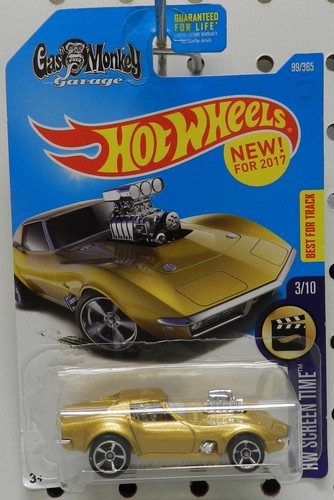 GUARANTEED
FOR LIFE*
Gas Monkey
Garage
99/365
HOT WHEELS
NEW!
FOR 2017
BEST FOR TRACK
3/10
HW SCREEN TIME™
3+